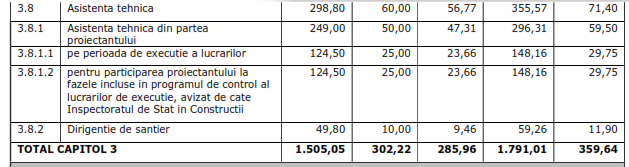 3.8 Asistenta tehnica 298,80 60,00 56,77 355,57 71,40
3.8.1 Asistenta tehnica din partea 249,00 50,00 47,31 296,31 59,50
proiectantului
3.8.1.1 pe perioada de executie a lucrarilor 124,50 25,00 23,66 148,16 29,75
3.8.1.2 pentru participarea proiectantului la 124,50 25,00 23,66 148,16 29,75
fazele incluse in programul de control al
lucrarilor de executie, avizat de cate
Inspectoratul de Stat in Constructii
3.8.2 Dirigentie de santier 49,80 10,00 9,46 59,26 11,90
TOTAL CAPITOL 3 1.505,05 302,22 285,96 1.791,01 359,64